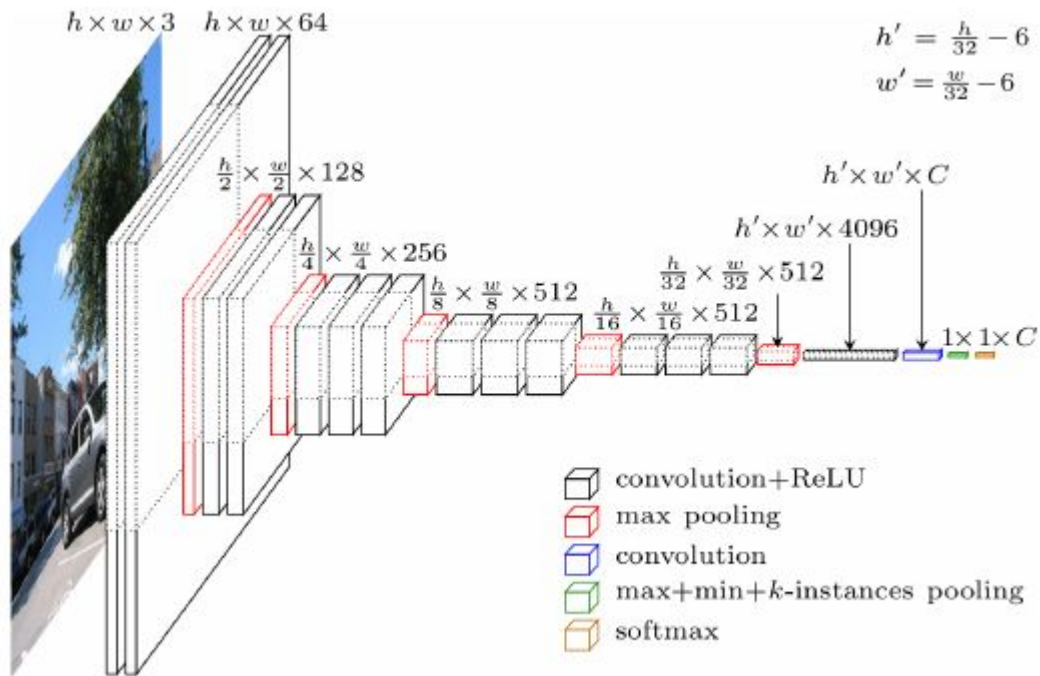 h × w × 3
h × w × 64
h′ = h/32 − 6
w′ = w/32 − 6
h/2 × w/2 × 128
h′ × w′ × C
h/4 × w/4 × 256
h′ × w′ × 4096
h/8 × w/8 × 512
h/32 × w/32 × 512
h/16 × w/16 × 512
1 × 1 × C
convolution+ReLU
max pooling
convolution
max+min+k-instances pooling
softmax